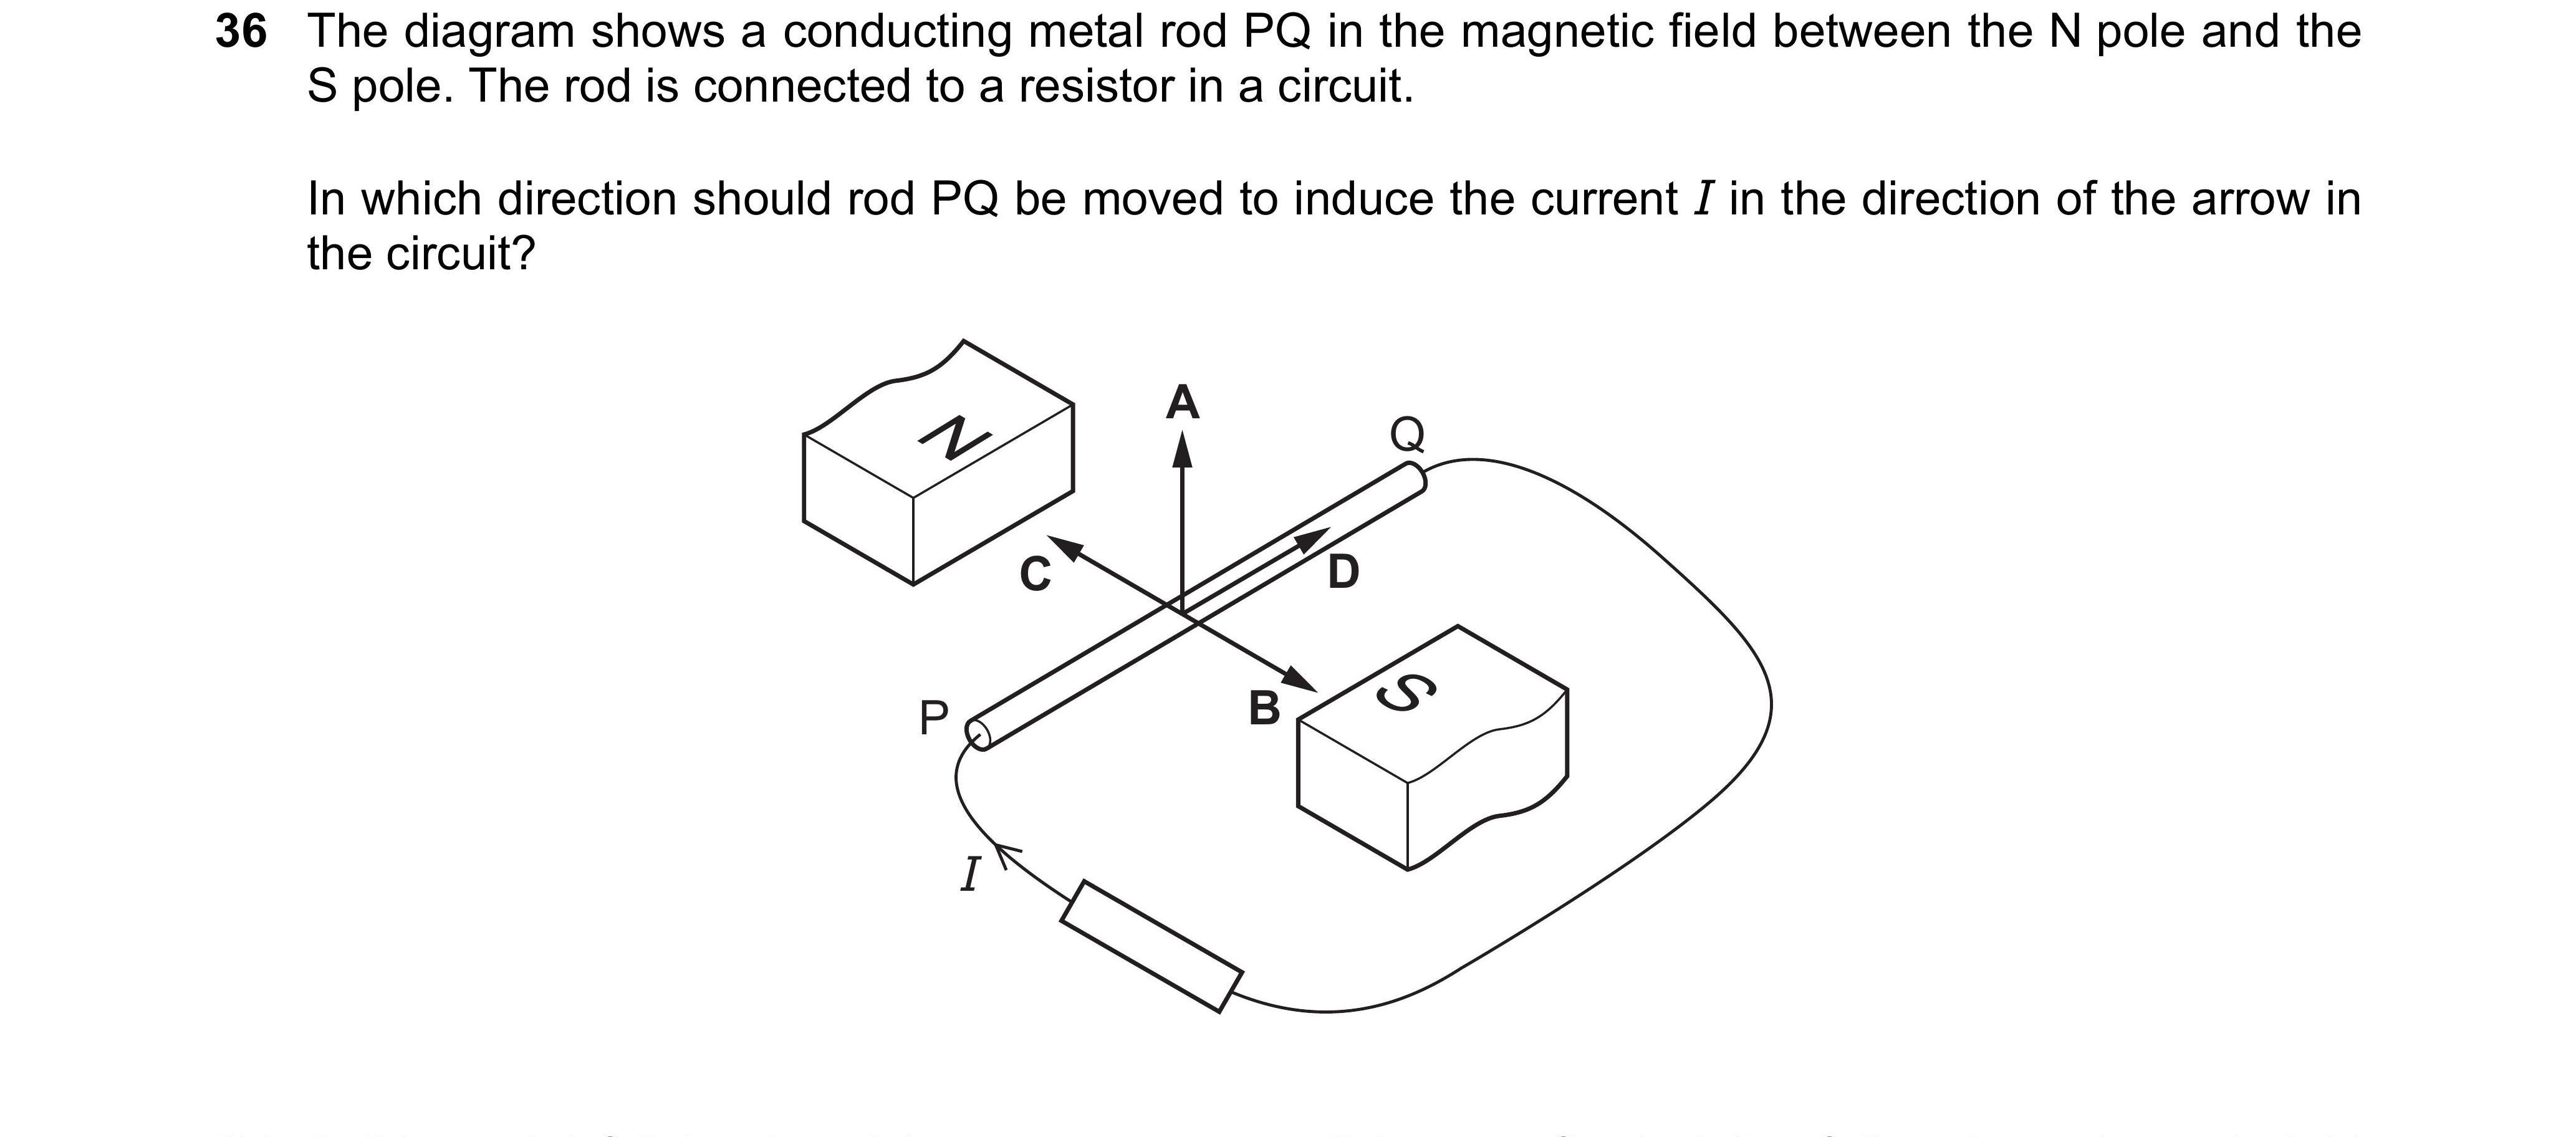 36 The diagram shows a conducting metal rod PQ in the magnetic field between the N pole and the
S pole. The rod is connected to a resistor in a circuit.
In which direction should rod PQ be moved to induce the current I in the direction of the arrow in
the circuit?
A
N
Q
C
D
S
B
P
I